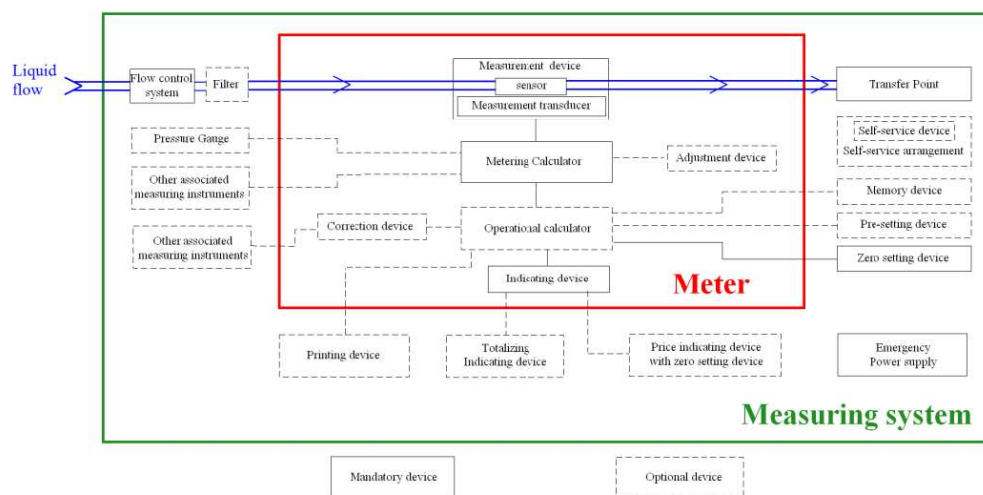 Liquid
flow
Flow control
system
Filter
Measurement device
sensor
Measurement transducer
Transfer Point
Pressure Gauge
Metering Calculator
Adjustment device
Self-service device
Self-service arrangement
Other associated
measuring instruments
Memory device
Correction device
Operational calculator
Pre-setting device
Other associated
measuring instruments
Zero setting device
Indicating device
Meter
Printing device
Totalizing
Indicating device
Price indicating device
with zero setting device
Emergency
Power supply
Measuring system
Mandatory device
Optional device